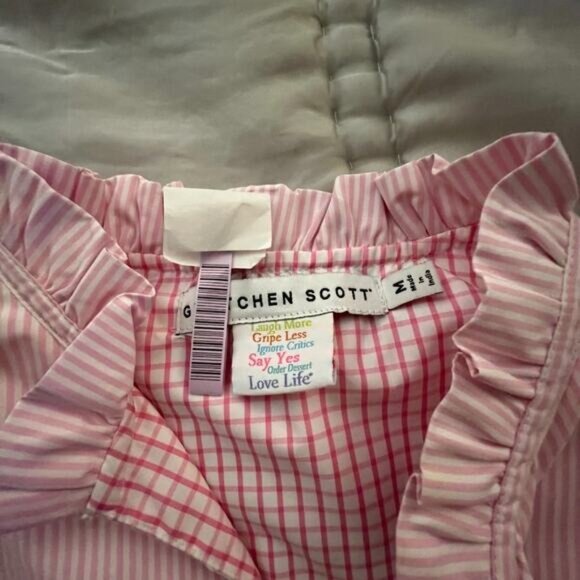 G TCHEN SCOTT
M
Made
in
India
Laugh More
Gripe Less
Ignore Critics
Say Yes
Order Dessert
Love Life®